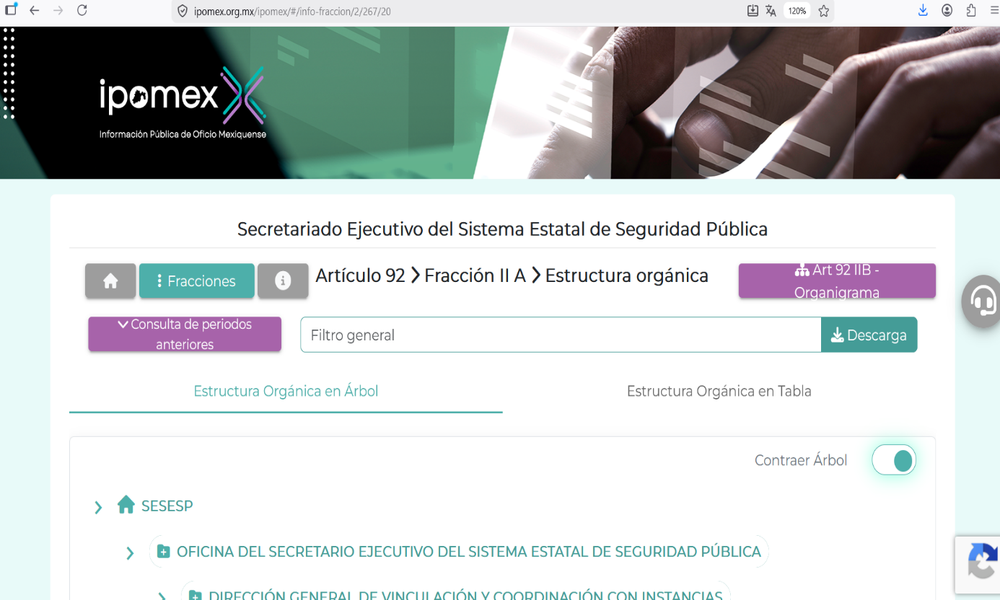 ipomex.org.mx/ipomex/#/info-fraccion/2/267/20
120%
ipomex
Información Pública de Oficio Mexiquense
Secretariado Ejecutivo del Sistema Estatal de Seguridad Pública
Fracciones
Artículo 92 > Fracción II A > Estructura orgánica
Art 92 IIB -
Organigrama
Consulta de periodos
anteriores
Filtro general
Descarga
Estructura Orgánica en Árbol
Estructura Orgánica en Tabla
Contraer Árbol
SESESP
OFICINA DEL SECRETARIO EJECUTIVO DEL SISTEMA ESTATAL DE SEGURIDAD PÚBLICA
DIRECCIÓN GENERAL DE VINCULACIÓN Y COORDINACIÓN CON INSTANCIAS